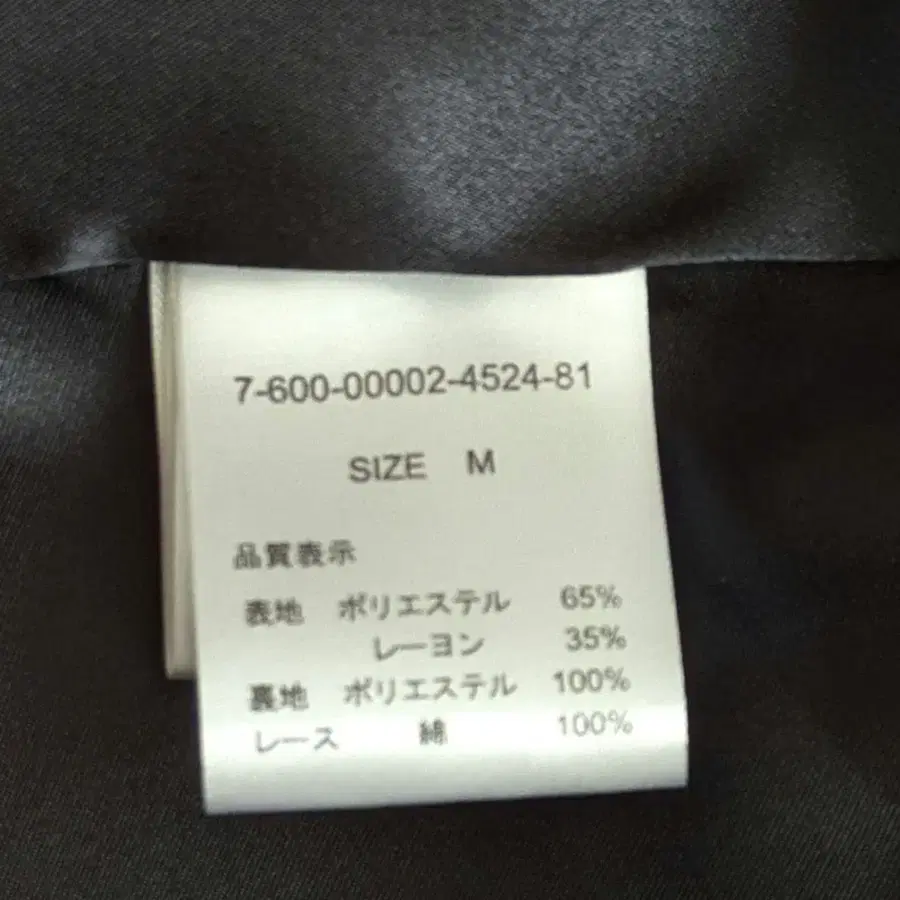 7-600-00002-4524-81
SIZE M
品質表示
表地 ポリエステル 65%
レーヨン 35%
裏地 ポリエステル 100%
レース 綿 100%